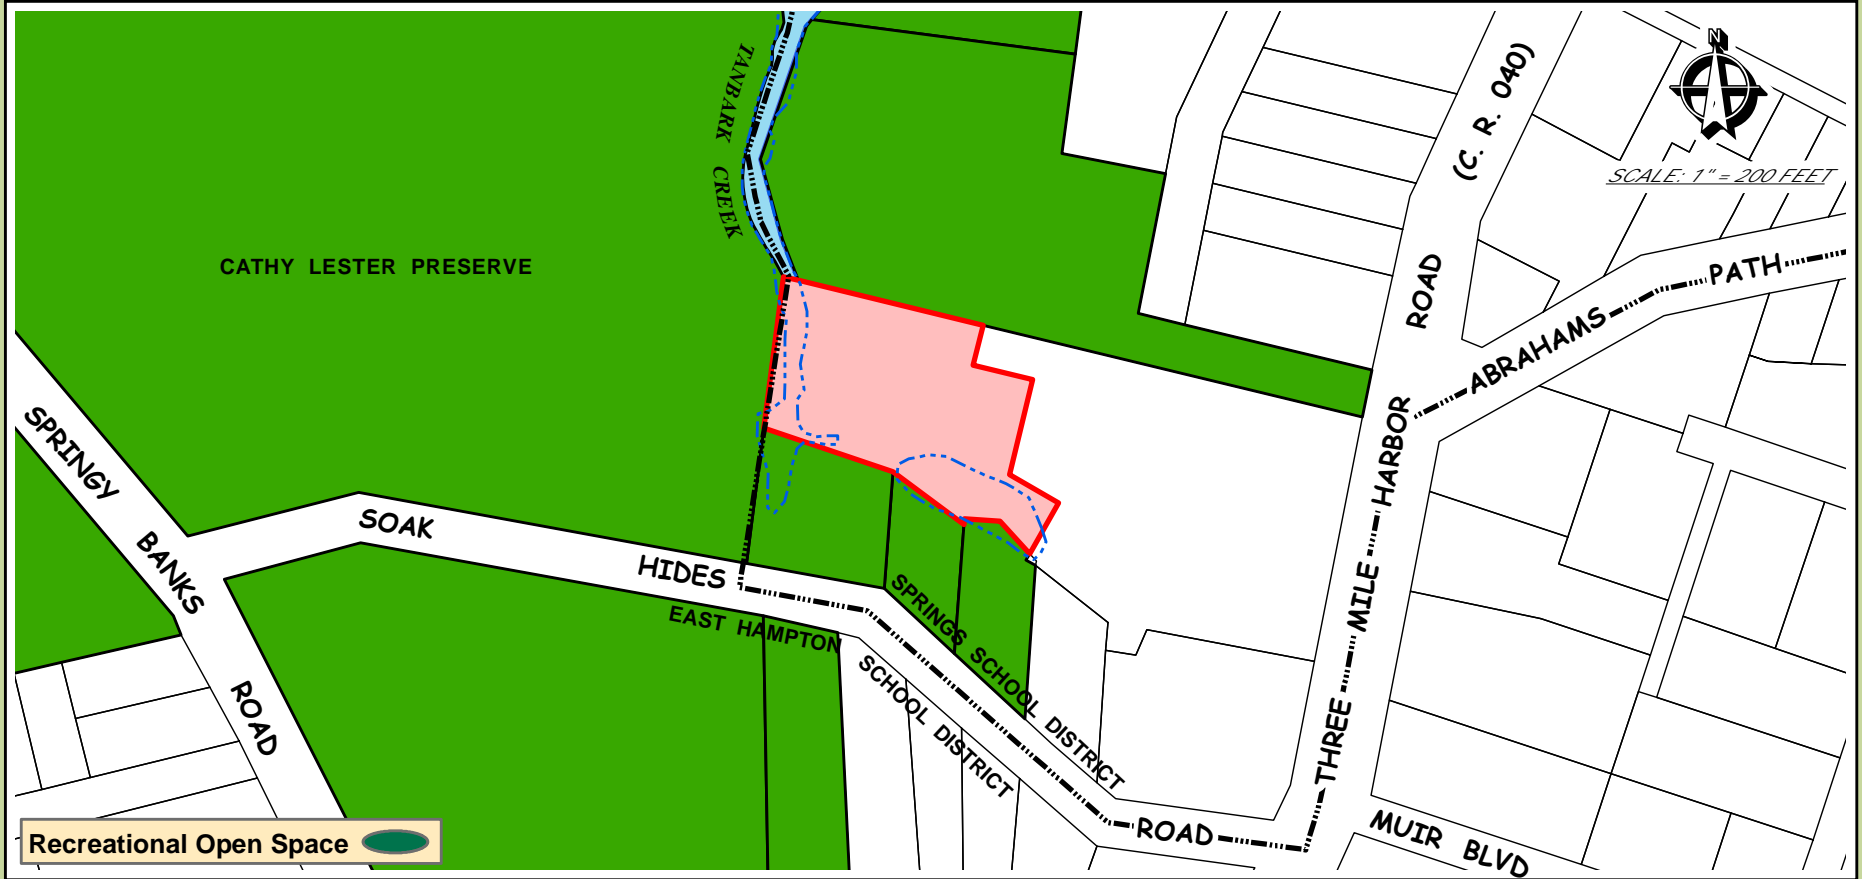 TANBARK CREEK
(C. R. 040)
N
SCALE: 1" = 200 FEET
CATHY LESTER PRESERVE
ROAD
ABRAHAMS PATH
SPRINGY BANKS ROAD
THREE MILE HARBOR
SOAK HIDES ROAD
EAST HAMPTON
SCHOOL DISTRICT
SPRINGS SCHOOL DISTRICT
MUIR BLVD
Recreational Open Space